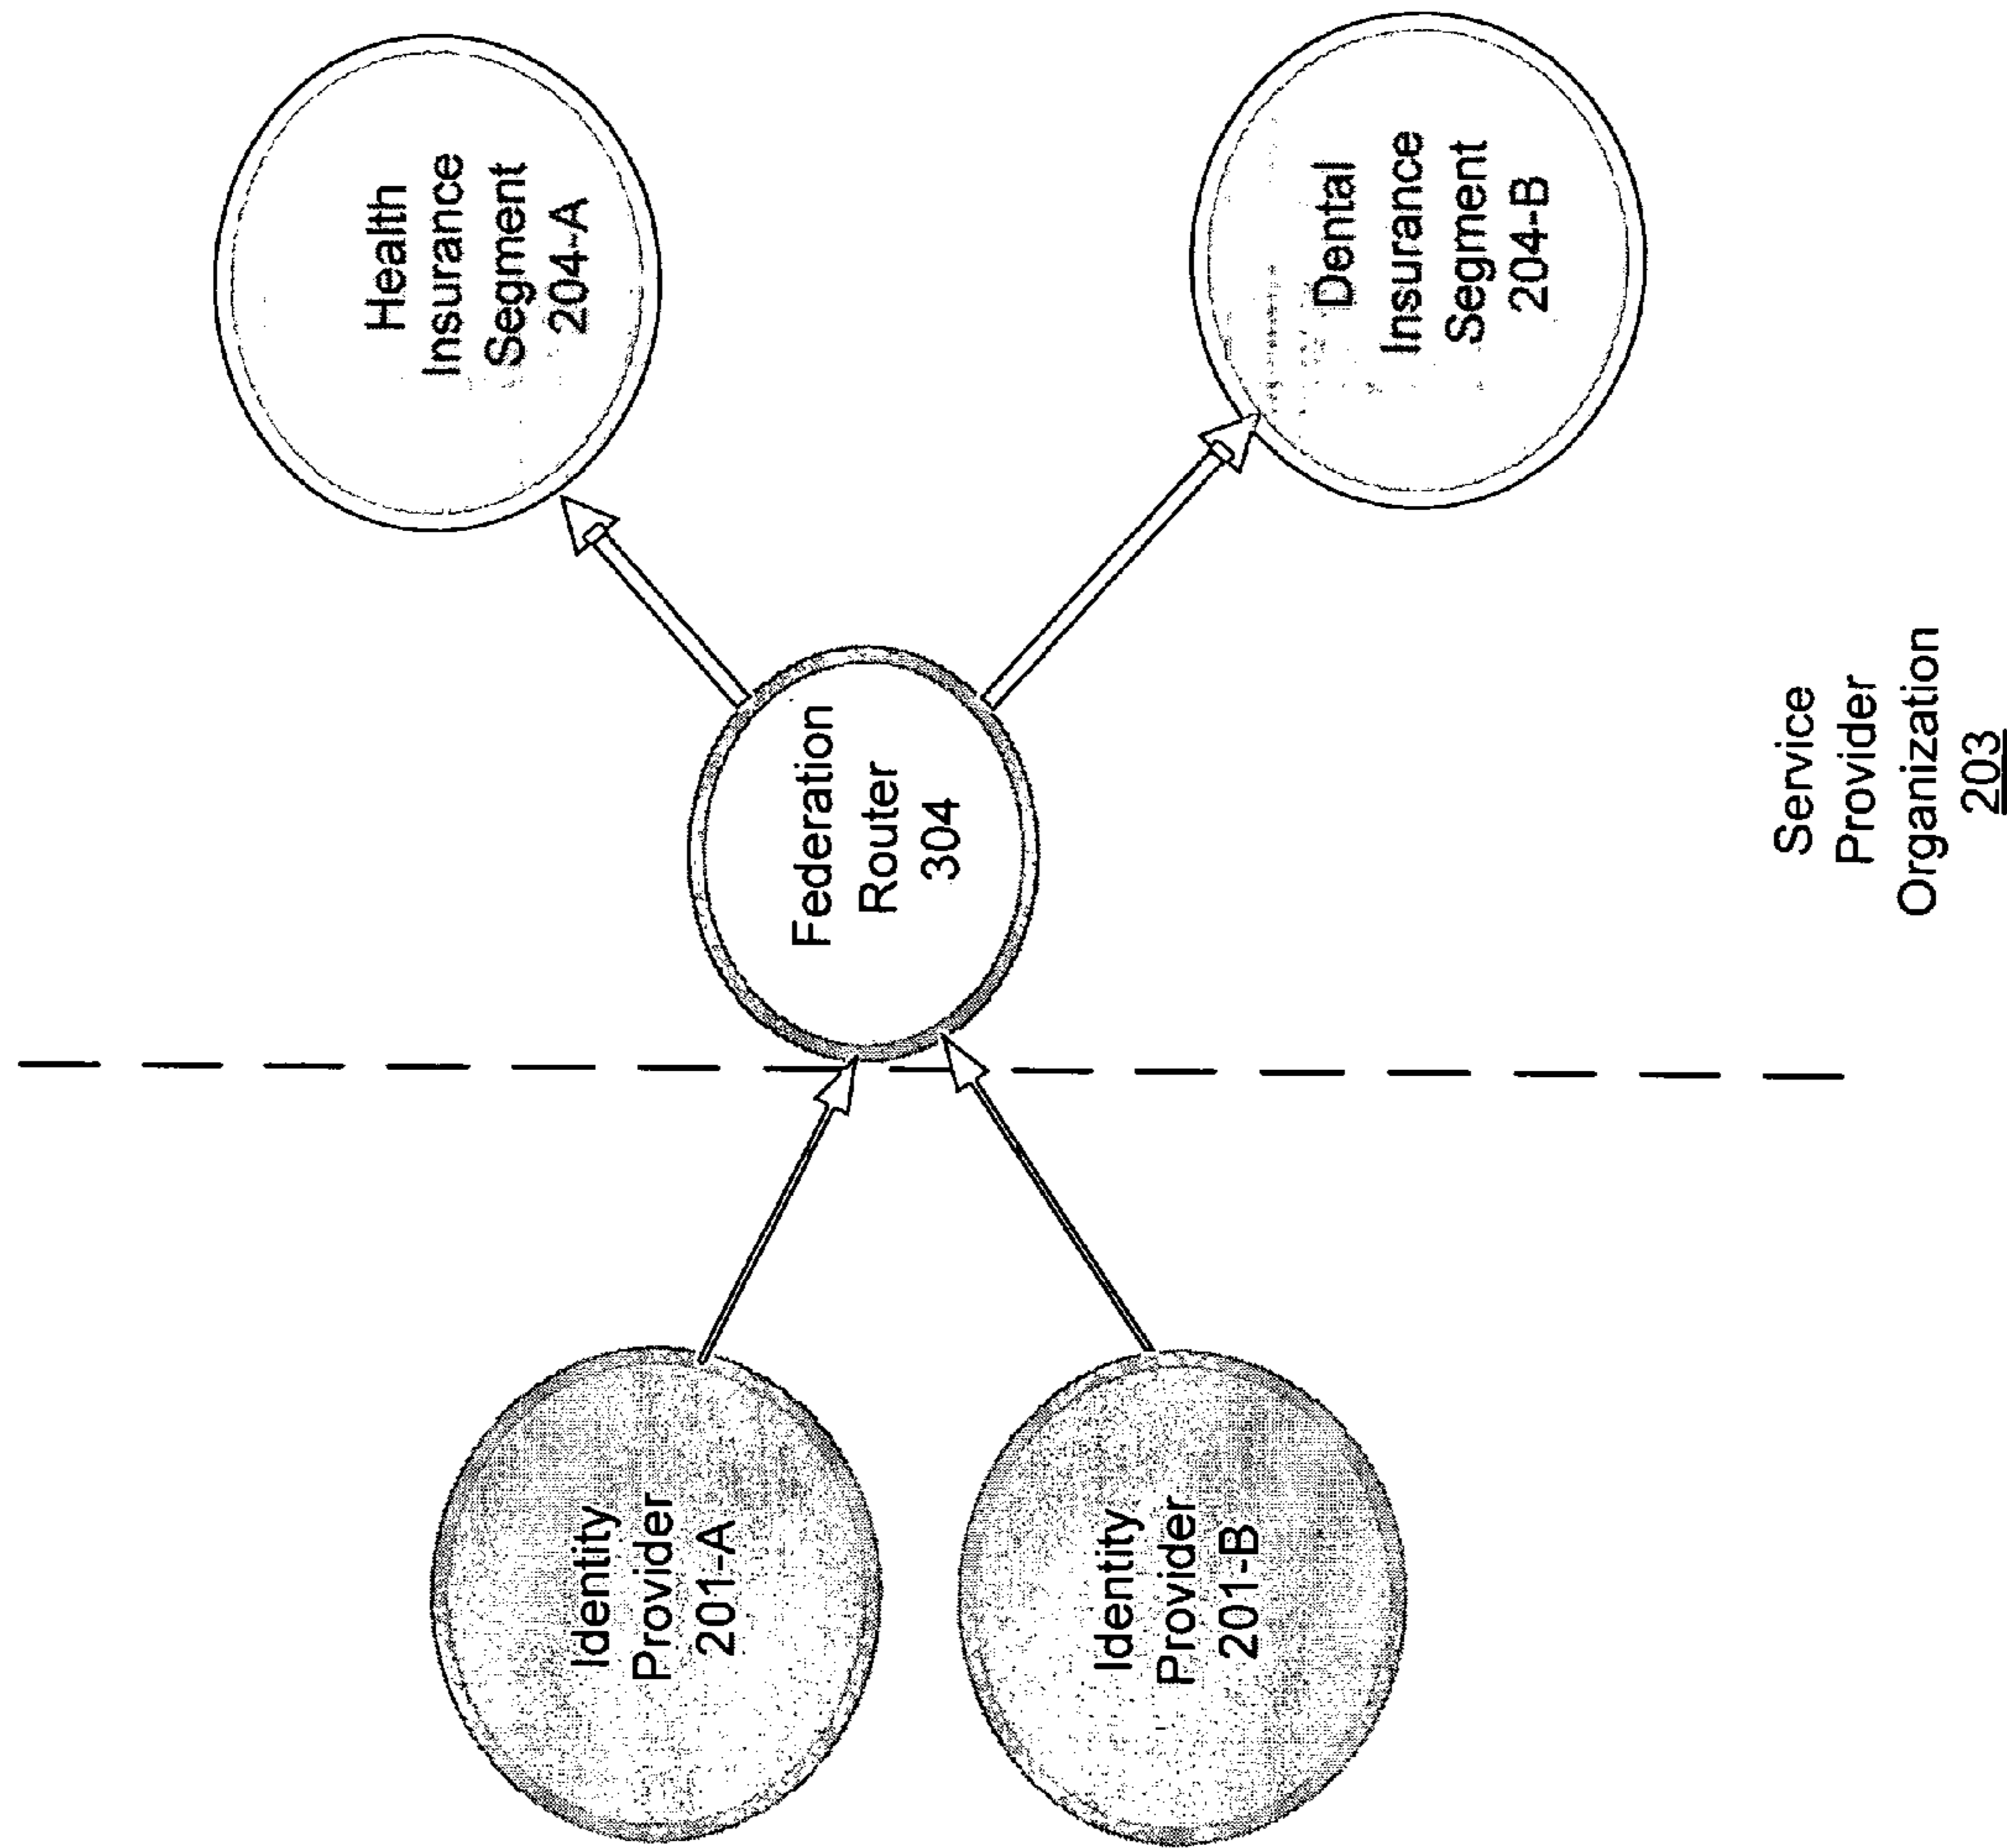 Identity
Provider
201-A
Identity
Provider
201-B
Federation
Router
304
Health
Insurance
Segment
204-A
Dental
Insurance
Segment
204-B
Service
Provider
Organization
203